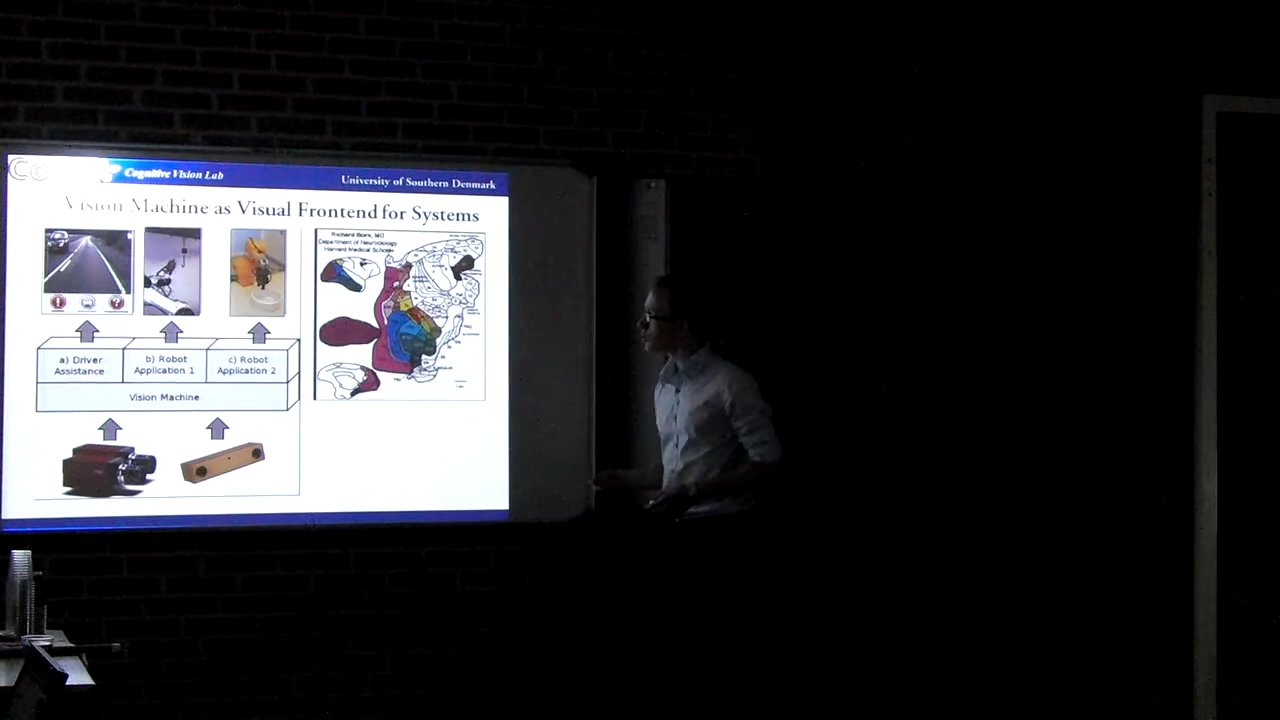 Cognitive Vision Lab
University of Southern Denmark
Vision Machine as Visual Frontend for Systems
Richard Born, MD
Department of Neurobiology
Harvard Medical School
a) Driver
Assistance
b) Robot
Application 1
c) Robot
Application 2
Vision Machine